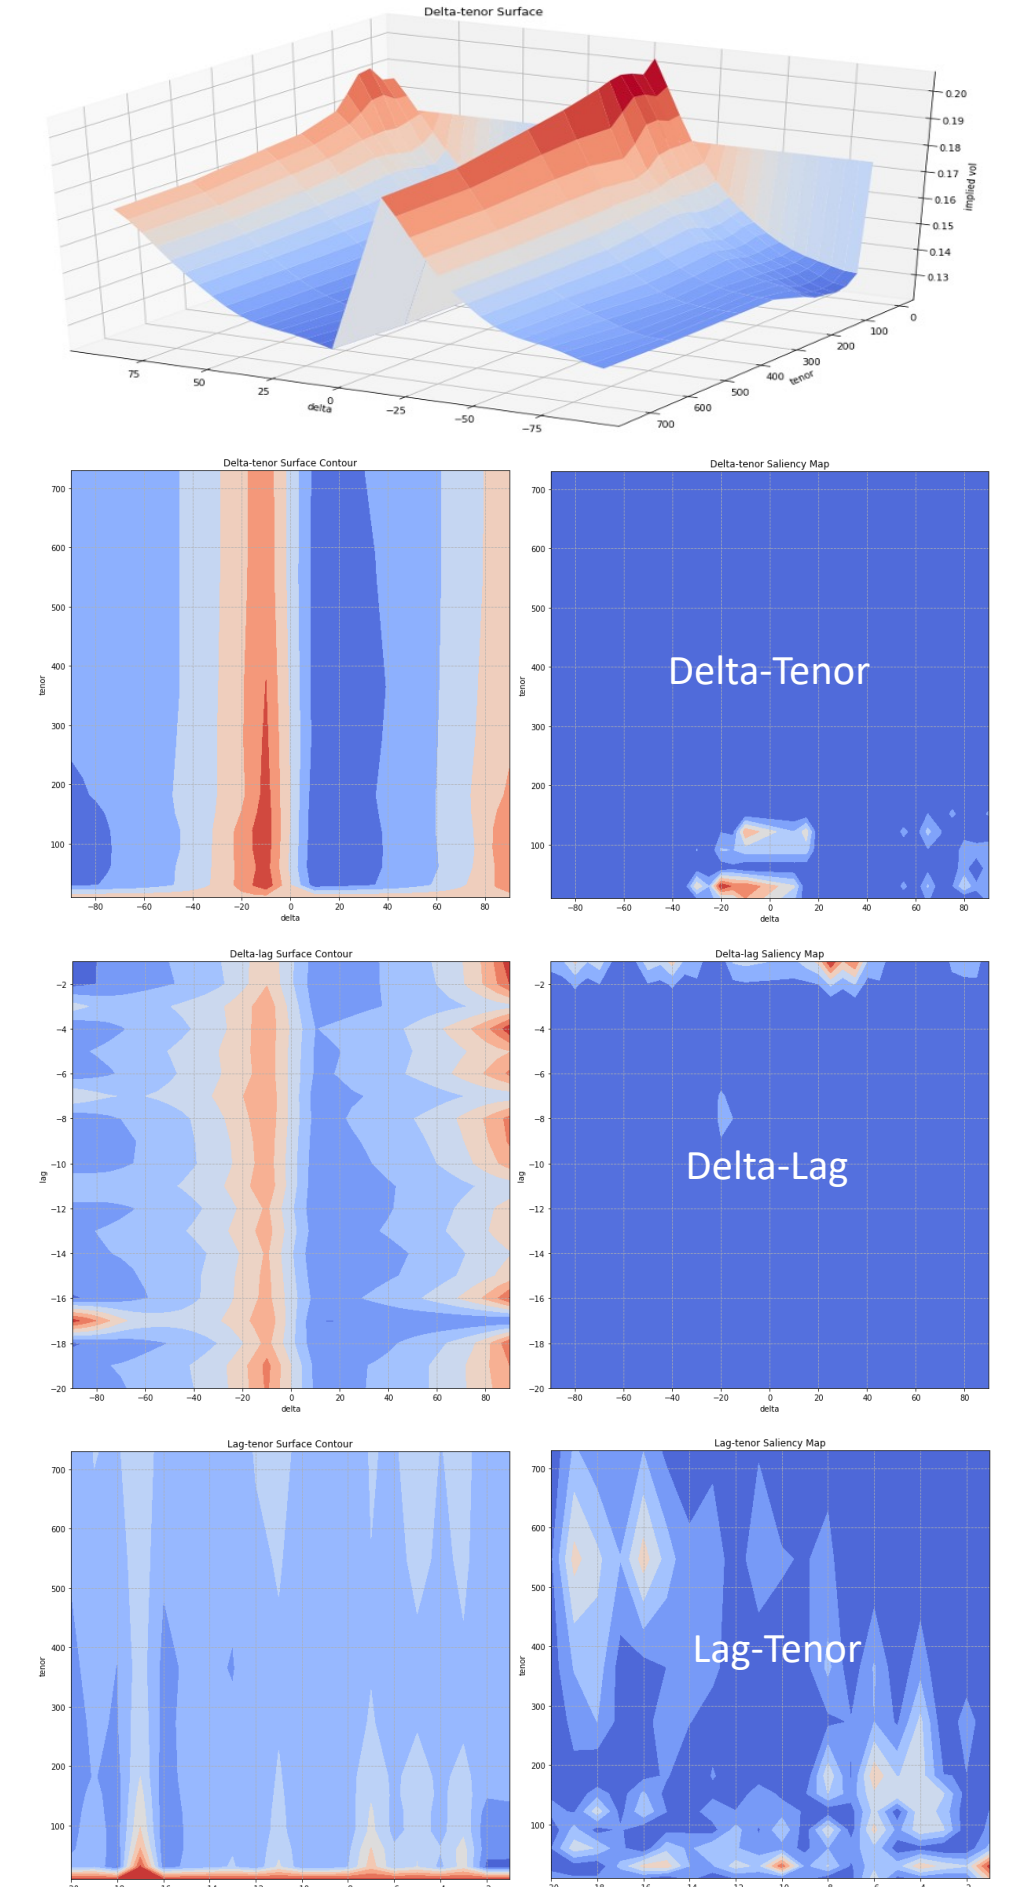 Delta-tenor Surface
0.20
0.19
0.18
0.17
0.16
0.15
0.14
0.13
implied vol
0
100
200
300
400
500
600
700
tenor
75
50
25
0
−25
−50
−75
delta
Delta-tenor Surface Contour
700
600
500
400
300
200
100
tenor
−80 −60 −40 −20 0 20 40 60 80
delta
Delta-tenor Saliency Map
700
600
500
400
300
200
100
tenor
Delta-Tenor
−80 −60 −40 −20 0 20 40 60 80
delta
Delta-lag Surface Contour
−2
−4
−6
−8
−10
−12
−14
−16
−18
−20
lag
−80 −60 −40 −20 0 20 40 60 80
delta
Delta-lag Saliency Map
−2
−4
−6
−8
−10
−12
−14
−16
−18
−20
lag
Delta-Lag
−80 −60 −40 −20 0 20 40 60 80
delta
Lag-tenor Surface Contour
700
600
500
400
300
200
100
tenor
Lag-tenor Saliency Map
700
600
500
400
300
200
100
tenor
Lag-Tenor